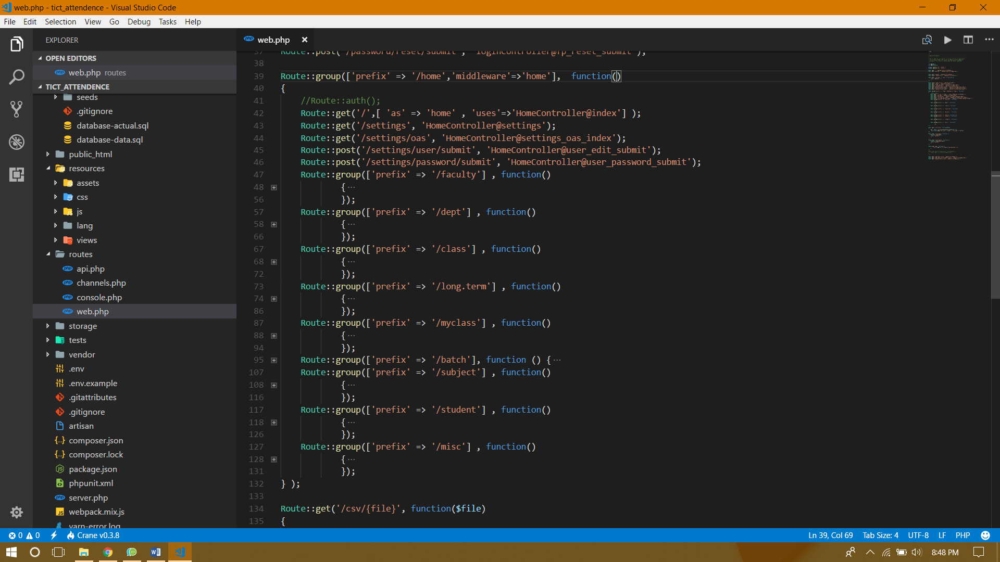 web.php - tict_attendence - Visual Studio Code
File Edit Selection View Go Debug Tasks Help
EXPLORER
OPEN EDITORS
web.php routes
TICT_ATTENDENCE
seeds
.gitignore
database-actual.sql
database-data.sql
public_html
resources
assets
css
js
lang
views
routes
api.php
channels.php
console.php
web.php
storage
tests
vendor
.env
.env.example
.gitattributes
.gitignore
artisan
composer.json
composer.lock
package.json
phpunit.xml
server.php
webpack.mix.js
yarn-error.log
web.php
37 Route::post('/password/reset/submit', 'loginController@fp_reset_submit');
38
39 Route::group(['prefix' => '/home','middleware'=>'home'],  function()
40 {
41 //Route::auth();
42 Route::get('/',[ 'as' => 'home' , 'uses'=>'HomeController@index'] );
43 Route::get('/settings', 'HomeController@settings');
44 Route::get('/settings/oas', 'HomeController@settings_oas_index');
45 Route::post('/settings/user/submit', 'HomeController@user_edit_submit');
46 Route::post('/settings/password/submit', 'HomeController@user_password_submit');
47 Route::group(['prefix' => '/faculty'] , function()
48 {···
56 });
57 Route::group(['prefix' => '/dept'] , function()
58 {···
66 });
67 Route::group(['prefix' => '/class'] , function()
68 {···
72 });
73 Route::group(['prefix' => '/long.term'] , function()
74 {···
86 });
87 Route::group(['prefix' => '/myclass'] , function()
88 {···
94 });
95 Route::group(['prefix' => '/batch'], function () {···
107 Route::group(['prefix' => '/subject'] , function()
108 {···
116 });
117 Route::group(['prefix' => '/student'] , function()
118 {···
126 });
127 Route::group(['prefix' => '/misc'] , function()
128 {···
131 });
132 } );
133
134 Route::get('/csv/{file}', function($file)
135 {
0 0 Crane v0.3.8 Ln 39, Col 69 Tab Size: 4 UTF-8 LF PHP
8:48 PM